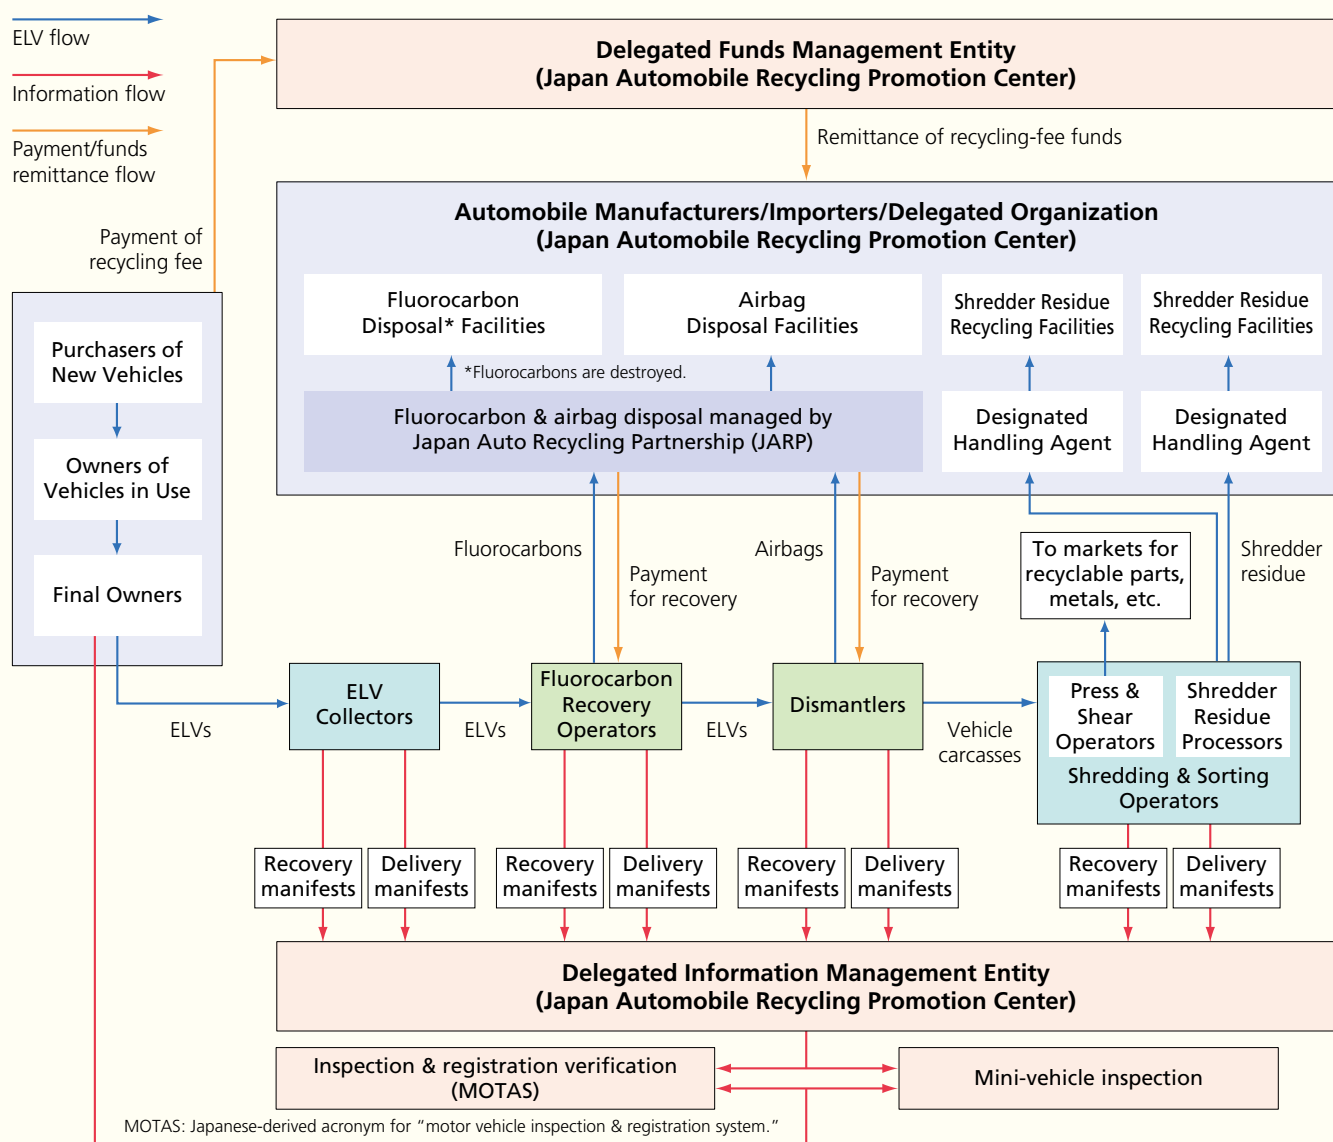 ELV flow
Information flow
Payment/funds
remittance flow
Delegated Funds Management Entity
(Japan Automobile Recycling Promotion Center)
Remittance of recycling-fee funds
Payment of
recycling fee
Automobile Manufacturers/Importers/Delegated Organization
(Japan Automobile Recycling Promotion Center)
Fluorocarbon
Disposal* Facilities
Airbag
Disposal Facilities
Shredder Residue
Recycling Facilities
Shredder Residue
Recycling Facilities
*Fluorocarbons are destroyed.
Fluorocarbon & airbag disposal managed by
Japan Auto Recycling Partnership (JARP)
Designated
Handling Agent
Designated
Handling Agent
Purchasers of
New Vehicles
Owners of
Vehicles in Use
Final Owners
Fluorocarbons
Payment
for recovery
Airbags
Payment
for recovery
To markets for
recyclable parts,
metals, etc.
Shredder
residue
ELVs
ELV
Collectors
ELVs
Fluorocarbon
Recovery
Operators
ELVs
Dismantlers
Vehicle
carcasses
Press &
Shear
Operators
Shredder
Residue
Processors
Shredding & Sorting
Operators
Recovery
manifests
Delivery
manifests
Recovery
manifests
Delivery
manifests
Recovery
manifests
Delivery
manifests
Recovery
manifests
Delivery
manifests
Delegated Information Management Entity
(Japan Automobile Recycling Promotion Center)
Inspection & registration verification
(MOTAS)
Mini-vehicle inspection
MOTAS: Japanese-derived acronym for "motor vehicle inspection & registration system."